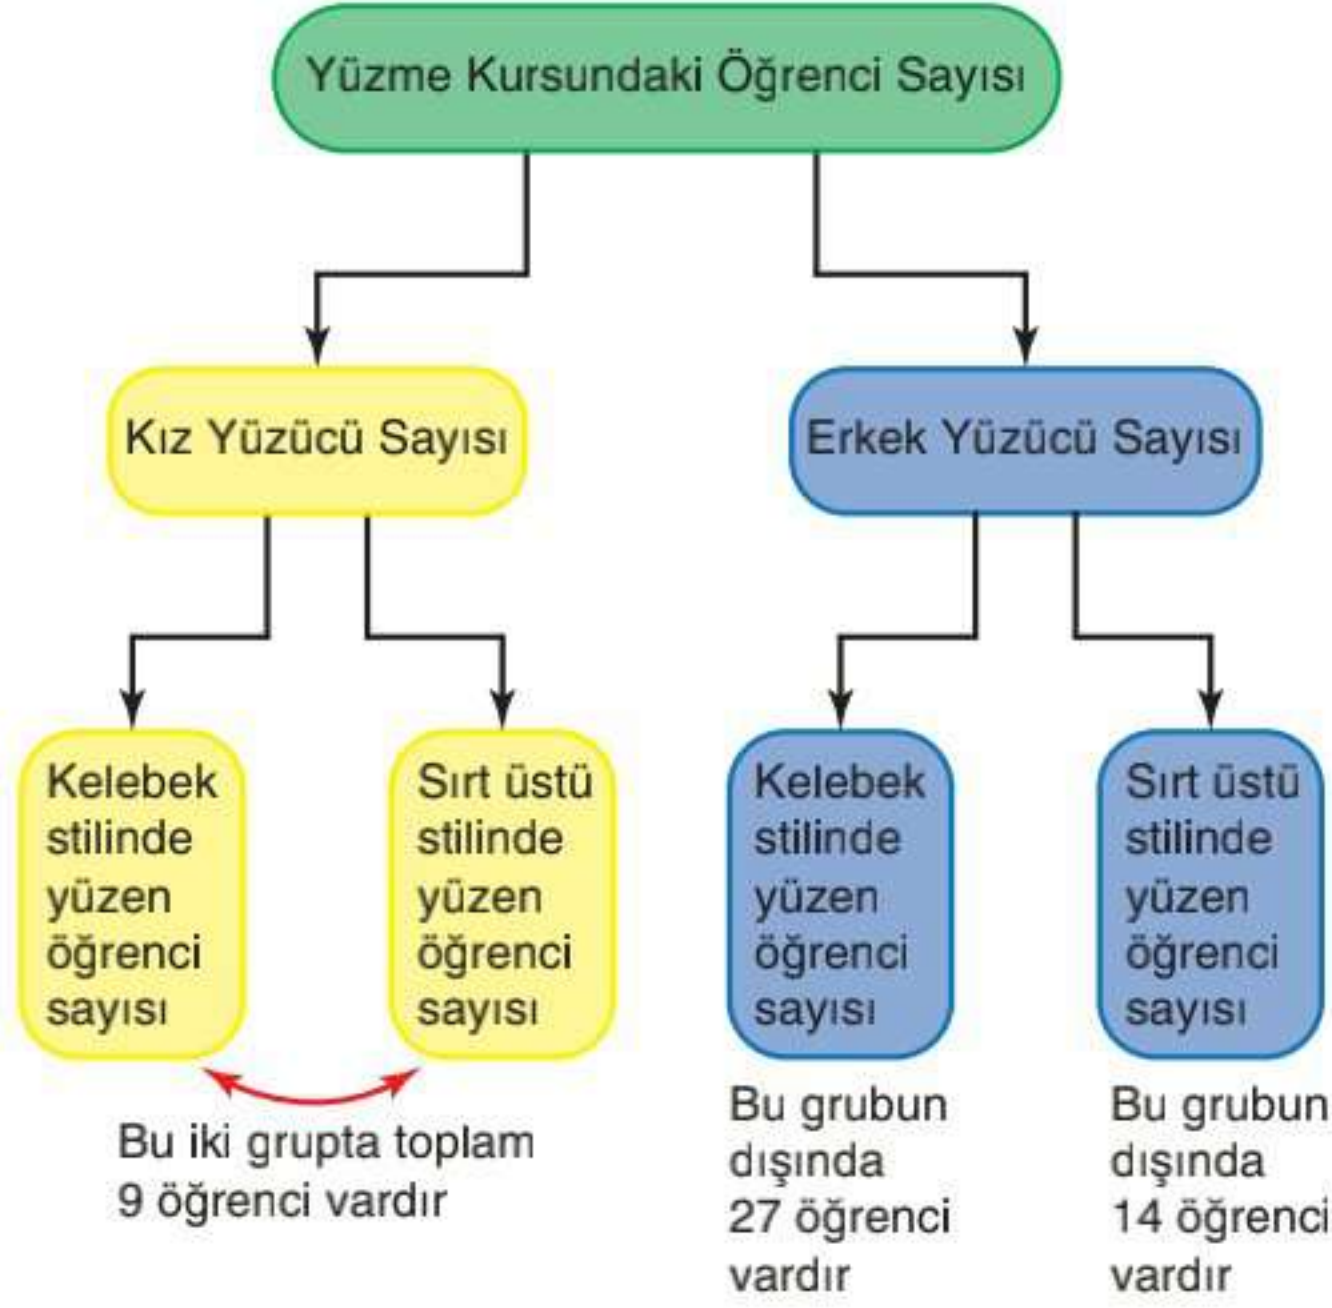 Yüzme Kursundaki Öğrenci Sayısı
Kız Yüzücü Sayısı
Erkek Yüzücü Sayısı
Kelebek
stilinde
yüzen
öğrenci
sayısı
Sırt üstü
stilinde
yüzen
öğrenci
sayısı
Kelebek
stilinde
yüzen
öğrenci
sayısı
Sırt üstü
stilinde
yüzen
öğrenci
sayısı
Bu iki grupta toplam
9 öğrenci vardır
Bu grubun
dışında
27 öğrenci
vardır
Bu grubun
dışında
14 öğrenci
vardır